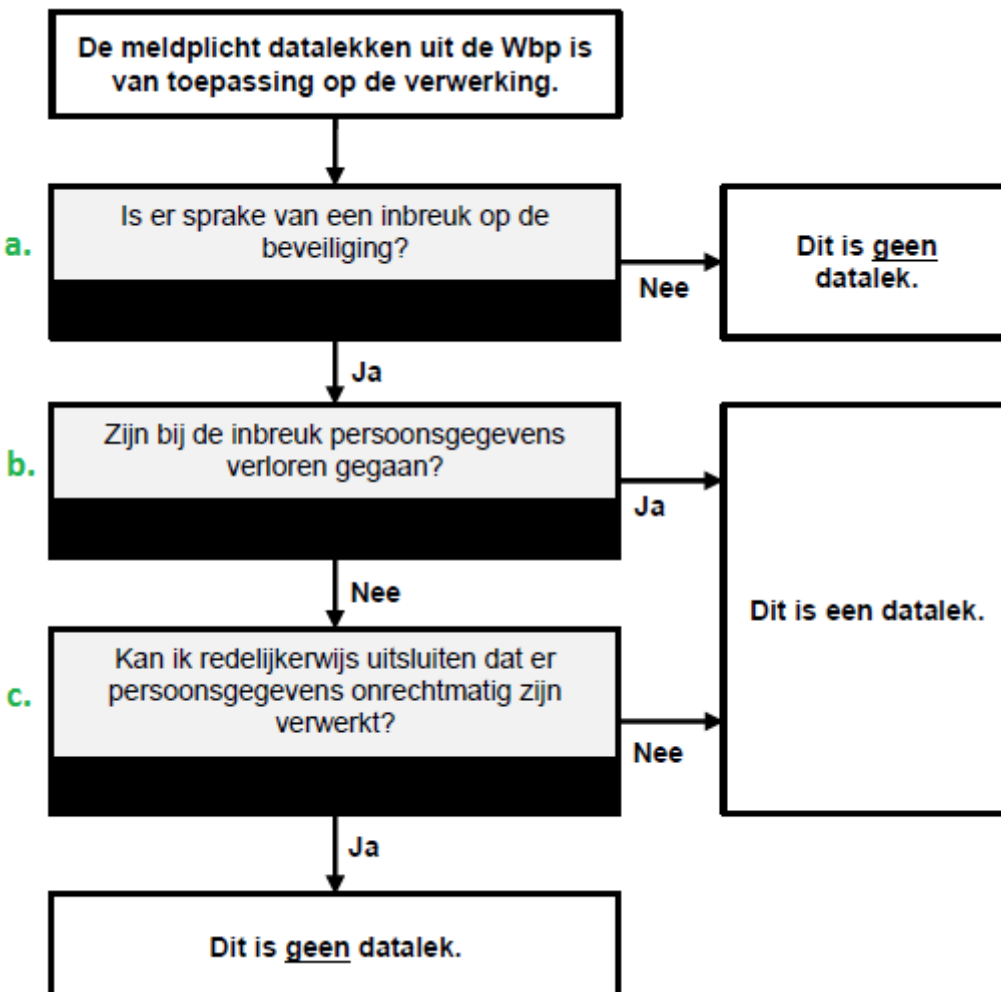 De meldplicht datalekken uit de Wbp is
van toepassing op de verwerking.
a.
Is er sprake van een inbreuk op de
beveiliging?
Nee
Dit is geen
datalek.
Ja
b.
Zijn bij de inbreuk persoonsgegevens
verloren gegaan?
Ja
Dit is een datalek.
Nee
c.
Kan ik redelijkerwijs uitsluiten dat er
persoonsgegevens onrechtmatig zijn
verwerkt?
Nee
Ja
Dit is geen datalek.